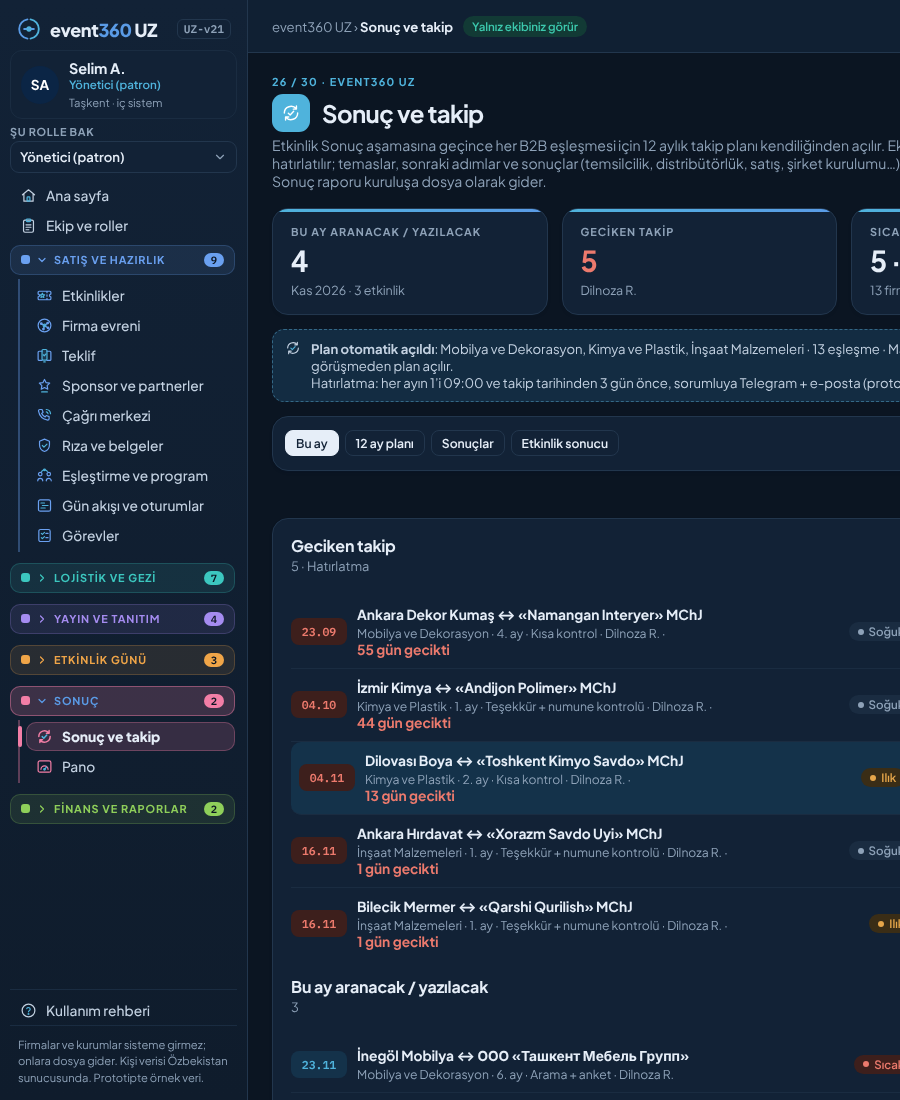 event360 UZ
UZ-v21
SA
Selim A.
Yönetici (patron)
Taşkent · iç sistem
ŞU ROLLE BAK
Yönetici (patron)
Ana sayfa
Ekip ve roller
SATIŞ VE HAZIRLIK 9
Etkinlikler
Firma evreni
Teklif
Sponsor ve partnerler
Çağrı merkezi
Rıza ve belgeler
Eşleştirme ve program
Gün akışı ve oturumlar
Görevler
LOJİSTİK VE GEZİ 7
YAYIN VE TANITIM 4
ETKİNLİK GÜNÜ 3
SONUÇ 2
Sonuç ve takip
Pano
FİNANS VE RAPORLAR 2
Kullanım rehberi
Firmalar ve kurumlar sisteme girmez;
onlara dosya gider. Kişi verisi Özbekistan
sunucusunda. Prototipte örnek veri.
event360 UZ › Sonuç ve takip Yalnız ekibiniz görür
26 / 30 · EVENT360 UZ
Sonuç ve takip
Etkinlik Sonuç aşamasına geçince her B2B eşleşmesi için 12 aylık takip planı kendiliğinden açılır.
hatırlatılır; temaslar, sonraki adımlar ve sonuçlar (temsilcilik, distribütörlük, satış, şirket kurulumu…)
Sonuç raporu kuruluşa dosya olarak gider.
BU AY ARANACAK / YAZILACAK
4
Kas 2026 · 3 etkinlik
GECİKEN TAKİP
5
Dilnoza R.
5 ·
Plan otomatik açıldı: Mobilya ve Dekorasyon, Kimya ve Plastik, İnşaat Malzemeleri · 13 eşleşme ·
görüşmeden plan açılır.
Hatırlatma: her ayın 1'i 09:00 ve takip tarihinden 3 gün önce, sorumluya Telegram + e-posta
Bu ay
12 ay planı
Sonuçlar
Etkinlik sonucu
Geciken takip
5 · Hatırlatma
23.09
Ankara Dekor Kumaş ↔ «Namangan Interyer» MChJ
Mobilya ve Dekorasyon · 4. ay · Kısa kontrol · Dilnoza R. ·
55 gün gecikti
04.10
İzmir Kimya ↔ «Andijon Polimer» MChJ
Kimya ve Plastik · 1. ay · Teşekkür + numune kontrolü · Dilnoza R. ·
44 gün gecikti
04.11
Dilovası Boya ↔ «Toshkent Kimyo Savdo» MChJ
Kimya ve Plastik · 2. ay · Kısa kontrol · Dilnoza R. ·
13 gün gecikti
Ilık
16.11
Ankara Hırdavat ↔ «Xorazm Savdo Uyi» MChJ
İnşaat Malzemeleri · 1. ay · Teşekkür + numune kontrolü · Dilnoza R. ·
1 gün gecikti
16.11
Bilecik Mermer ↔ «Qarshi Qurilish» MChJ
İnşaat Malzemeleri · 1. ay · Teşekkür + numune kontrolü · Dilnoza R. ·
1 gün gecikti
Bu ay aranacak / yazılacak
3
23.11
İnegöl Mobilya ↔ ООО «Ташкент Мебель Групп»
Mobilya ve Dekorasyon · 6. ay · Arama + anket · Dilnoza R.